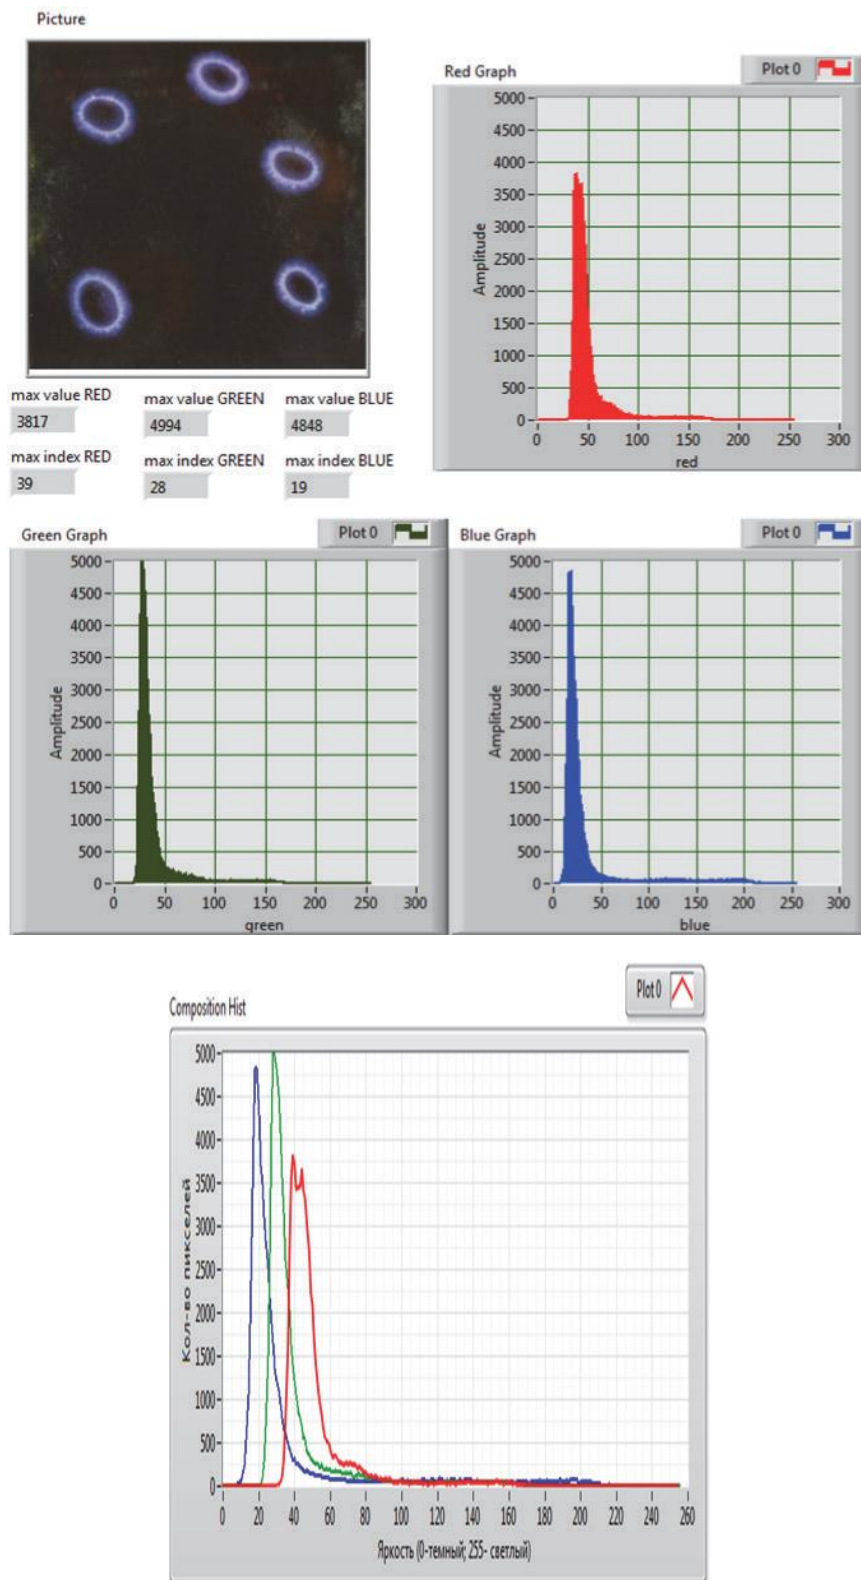 Picture
Red Graph
Plot 0
5000
4500
4000
3500
3000
2500
2000
1500
1000
500
0
Amplitude
0 50 100 150 200 250 300
red
max value RED max value GREEN max value BLUE
3817 4994 4848
max index RED max index GREEN max index BLUE
39 28 19
Green Graph
Plot 0
5000
4500
4000
3500
3000
2500
2000
1500
1000
500
0
Amplitude
0 50 100 150 200 250 300
green
Blue Graph
Plot 0
5000
4500
4000
3500
3000
2500
2000
1500
1000
500
0
Amplitude
0 50 100 150 200 250 300
blue
Composition Hist
Plot 0
5000
4500
4000
3500
3000
2500
2000
1500
1000
500
0
Кол-во пикселей
0 20 40 60 80 100 120 140 160 180 200 220 240 260
Яркость (0-темный; 255- светлый)